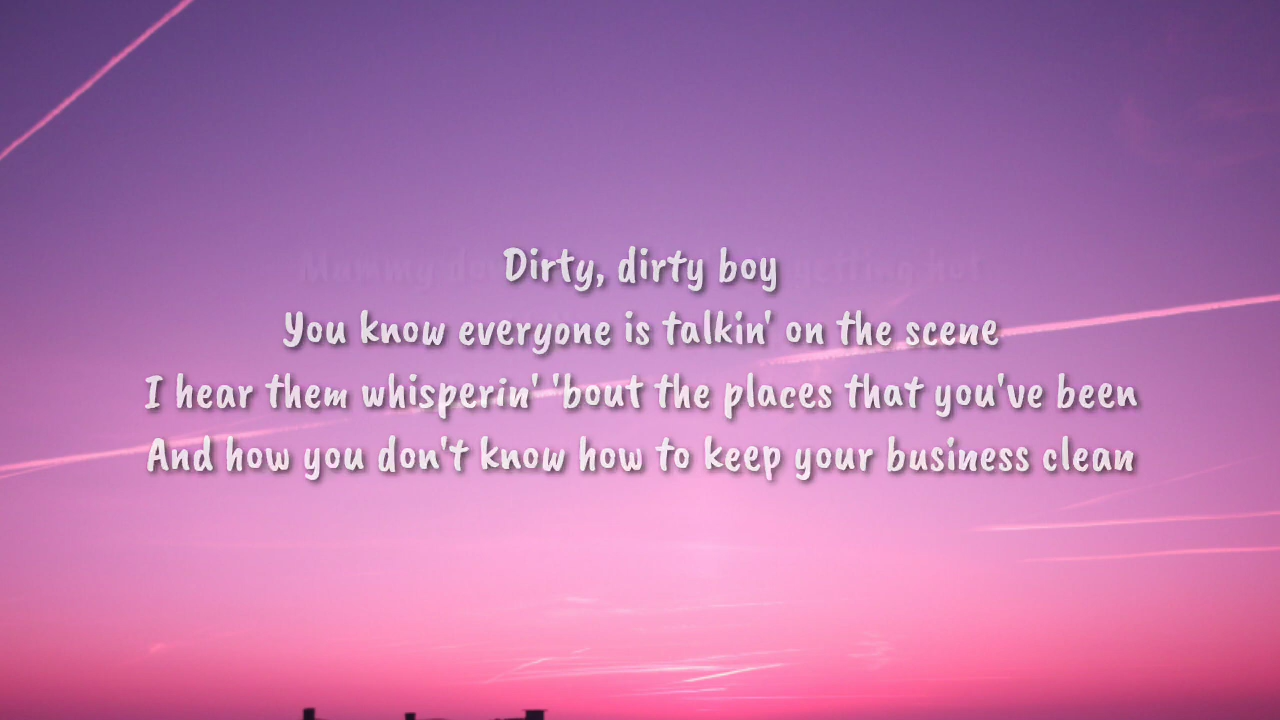 Dirty, dirty boy
You know everyone is talkin' on the scene
I hear them whisperin' 'bout the places that you've been
And how you don't know how to keep your business clean